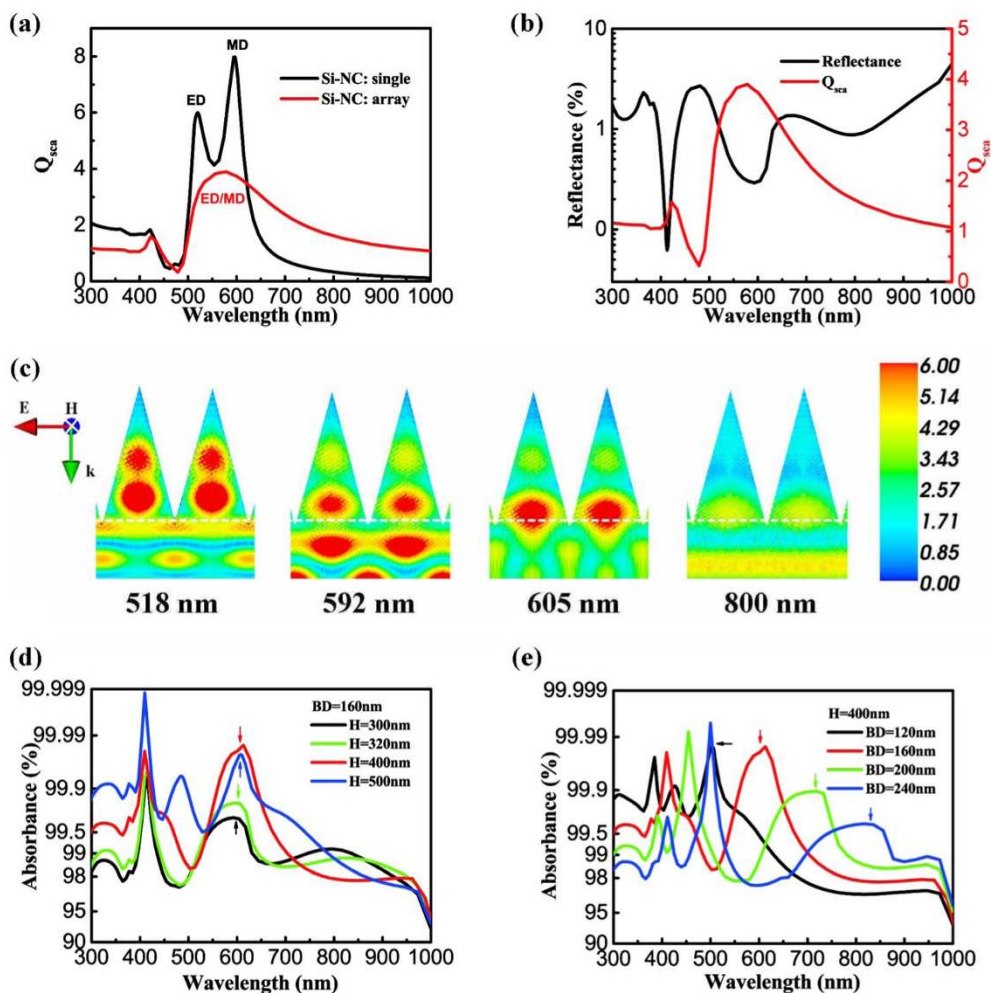 (a)
8
6
4
2
0
Q_sca
ED
MD
ED/MD
Si-NC: single
Si-NC: array
300 400 500 600 700 800 900 1000
Wavelength (nm)
(b)
10
1
0
Reflectance (%)
Reflectance
Q_sca
5
4
3
2
1
0
Q_sca
300 400 500 600 700 800 900 1000
Wavelength (nm)
(c)
E
H
k
518 nm
592 nm
605 nm
800 nm
6.00
5.14
4.29
3.43
2.57
1.71
0.85
0.00
(d)
99.999
99.99
99.9
99.5
99
98
95
90
Absorbance (%)
BD=160nm
H=300nm
H=320nm
H=400nm
H=500nm
300 400 500 600 700 800 900 1000
Wavelength (nm)
(e)
99.999
99.99
99.9
99.5
99
98
95
90
Absorbance (%)
H=400nm
BD=120nm
BD=160nm
BD=200nm
BD=240nm
300 400 500 600 700 800 900 1000
Wavelength (nm)